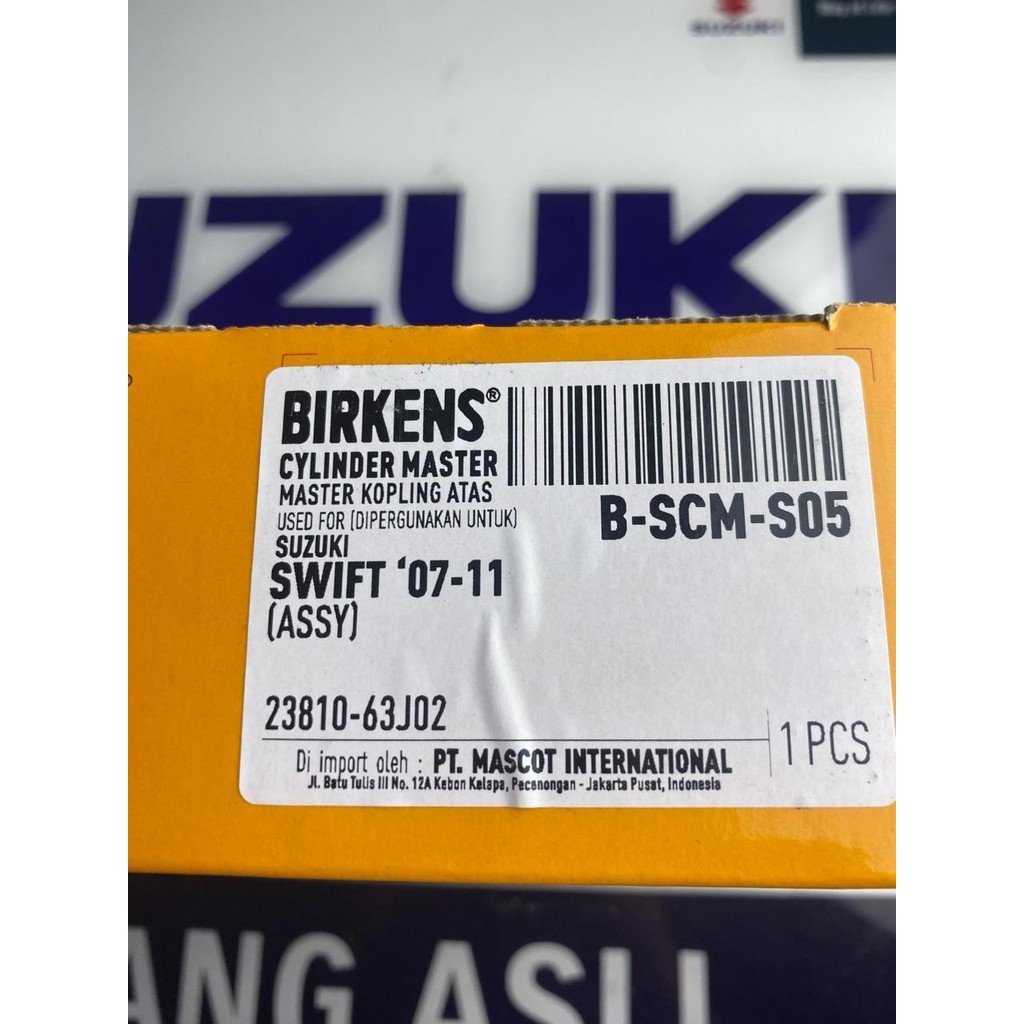 SUZUKI
UZUKI
BIRKENS®
CYLINDER MASTER
MASTER KOPLING ATAS
USED FOR (DIPERGUNAKAN UNTUK)
SUZUKI
SWIFT '07-11
(ASSY)
B-SCM-S05
23810-63J02
1 PCS
Di import oleh : PT. MASCOT INTERNATIONAL
Jl. Batu Tulis III No. 12A Kebon Kelapa, Pecenongan - Jakarta Pusat, Indonesia
ANG ASLI